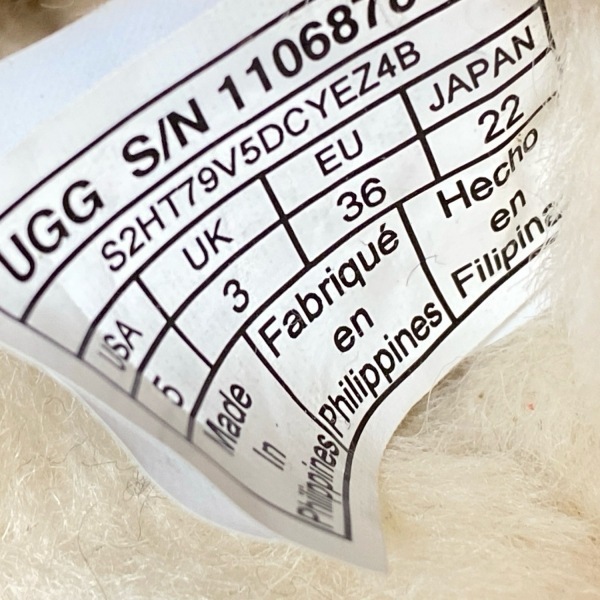 UGG S/N 110687
S2HT79V5DCYEZ4B
USA UK EU JAPAN
5 3 36 22
Made In Philippines
Fabriqué en Philippines
Hecho en Filipinas